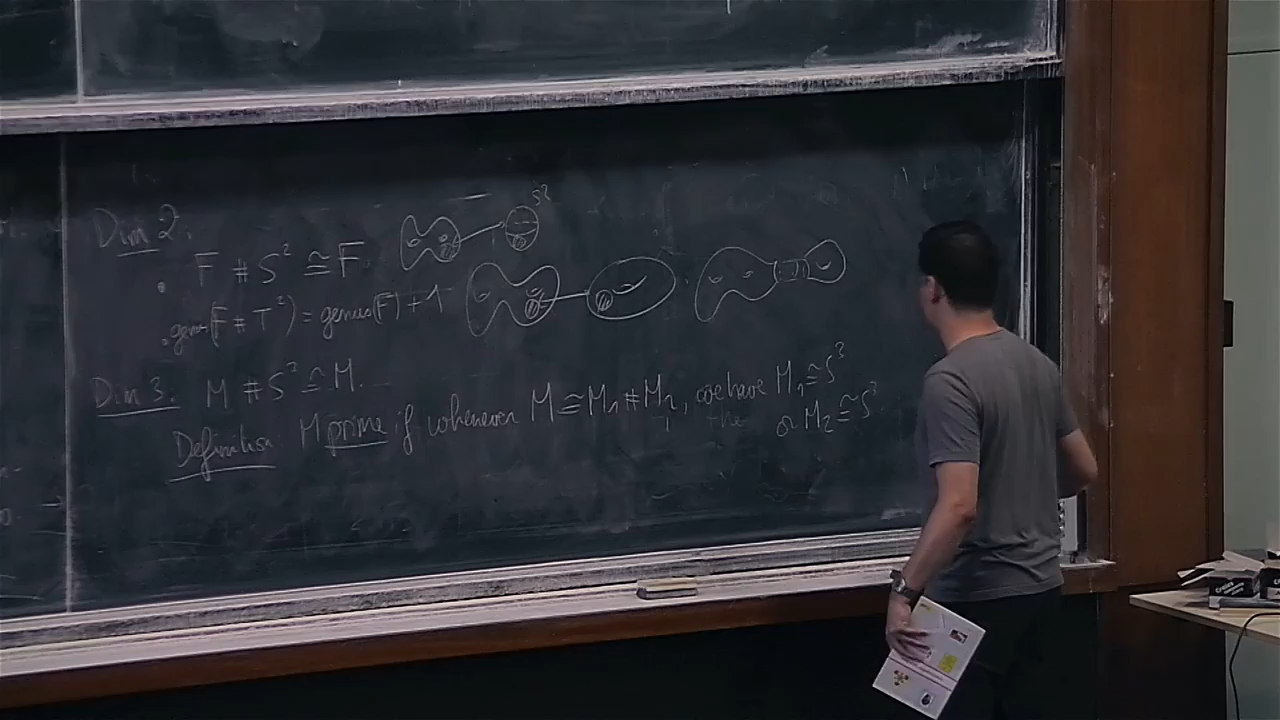 Dim 2.
S²
• F # S² ≅ F
• genus(F # T²) = genus(F) + 1
Dim 3. M # S³ ≅ M.
Definition M prime if whenever M ≅ M₁ # M₂, we have M₁ ≅ S³
or M₂ ≅ S³.